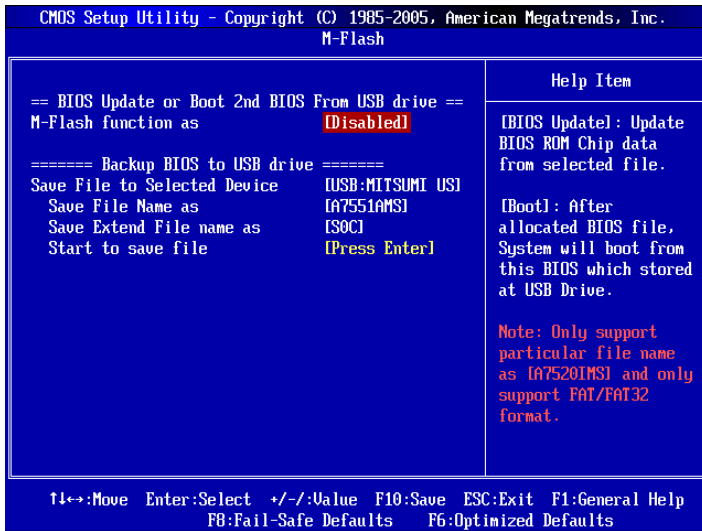 CMOS Setup Utility - Copyright (C) 1985-2005, American Megatrends, Inc.
M-Flash
== BIOS Update or Boot 2nd BIOS From USB drive ==
M-Flash function as [Disabled]
======= Backup BIOS to USB drive =======
Save File to Selected Device [USB:MITSUMI US]
Save File Name as [A7551AMS]
Save Extend File name as [S0C]
Start to save file [Press Enter]
Help Item
[BIOS Update]: Update
BIOS ROM Chip data
from selected file.
[Boot]: After
allocated BIOS file,
System will boot from
this BIOS which stored
at USB Drive.
Note: Only support
particular file name
as [A7520IMS] and only
support FAT/FAT32
format.
↑↓←→:Move Enter:Select +/-/:Value F10:Save ESC:Exit F1:General Help
F8:Fail-Safe Defaults F6:Optimized Defaults